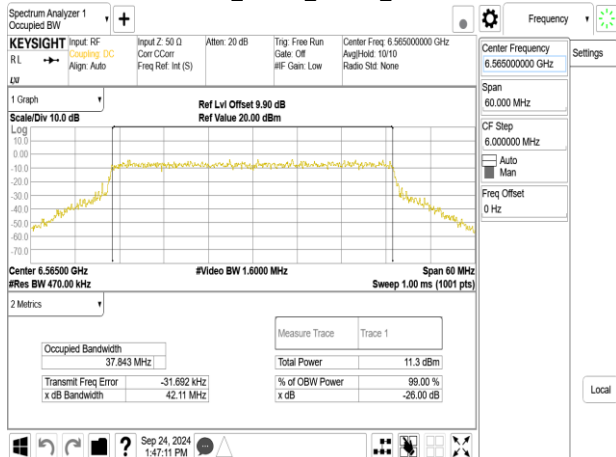 Spectrum Analyzer 1
Occupied BW
KEYSIGHT
RL
Align: Auto
Input: RF
Coupling: DC
Input Z: 50 Ω
Corr CCorr
Freq Ref: Int (S)
Atten: 20 dB
Trig: Free Run
Gate: Off
#IF Gain: Low
Center Freq: 6.565000000 GHz
Avg|Hold: 10/10
Radio Std: None
LXI
1 Graph
Scale/Div 10.0 dB
Ref Lvl Offset 9.90 dB
Ref Value 20.00 dBm
Log
10.0
0.00
-10.0
-20.0
-30.0
-40.0
-50.0
-60.0
-70.0
Center 6.56500 GHz
#Video BW 1.6000 MHz
Span 60 MHz
#Res BW 470.00 kHz
Sweep 1.00 ms (1001 pts)
2 Metrics
Measure Trace
Trace 1
Occupied Bandwidth
37.843 MHz
Total Power
11.3 dBm
Transmit Freq Error
-31.692 kHz
% of OBW Power
99.00 %
x dB Bandwidth
42.11 MHz
x dB
-26.00 dB
Sep 24, 2024
1:47:11 PM
Frequency
Center Frequency
6.565000000 GHz
Settings
Span
60.000 MHz
CF Step
6.000000 MHz
Auto
Man
Freq Offset
0 Hz
Local